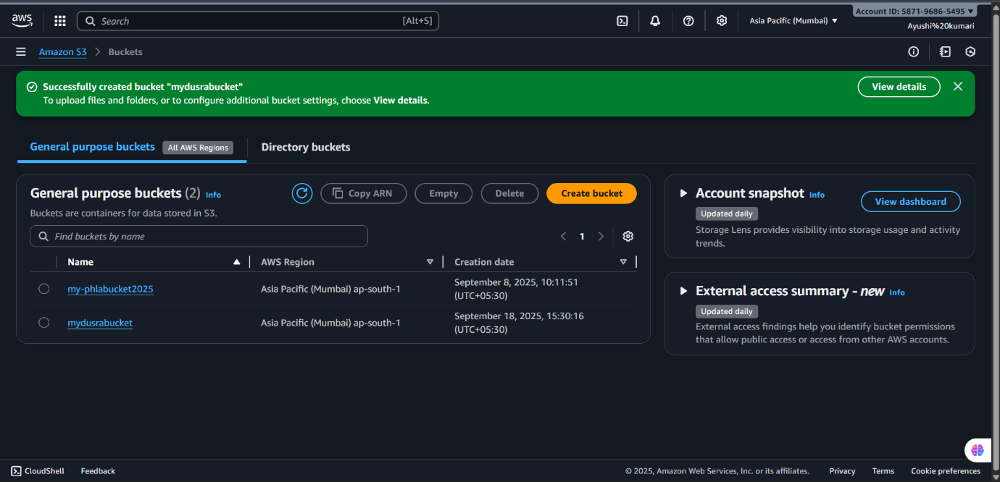 aws
Search [Alt+S]
Asia Pacific (Mumbai)
Account ID: 5871-9686-5495
Ayushi%20kumari
Amazon S3 Buckets
Successfully created bucket "mydusrabucket"
To upload files and folders, or to configure additional bucket settings, choose View details.
View details
General purpose buckets All AWS Regions
Directory buckets
General purpose buckets (2) Info
Copy ARN
Empty
Delete
Create bucket
Buckets are containers for data stored in S3.
Find buckets by name
1
Name AWS Region Creation date
my-phlabucket2025 Asia Pacific (Mumbai) ap-south-1 September 8, 2025, 10:11:51
(UTC+05:30)
mydusrabucket Asia Pacific (Mumbai) ap-south-1 September 18, 2025, 15:30:16
(UTC+05:30)
Account snapshot Info
View dashboard
Updated daily
Storage Lens provides visibility into storage usage and activity
trends.
External access summary - new Info
Updated daily
External access findings help you identify bucket permissions
that allow public access or access from other AWS accounts.
CloudShell Feedback
© 2025, Amazon Web Services, Inc. or its affiliates. Privacy Terms Cookie preferences